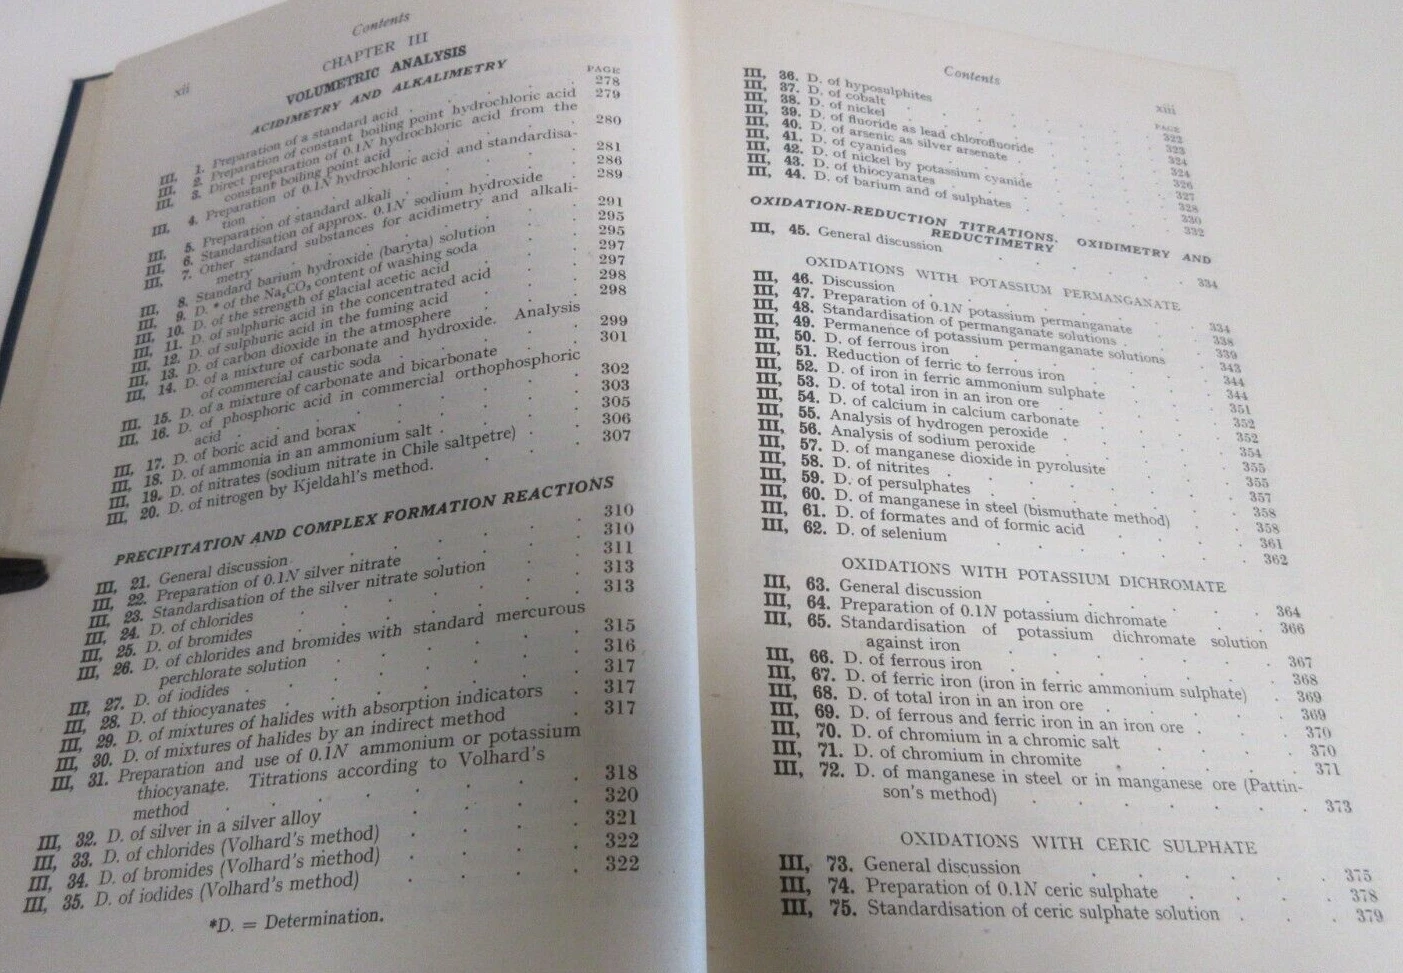 xii
Contents
CHAPTER III
VOLUMETRIC ANALYSIS
ACIDIMETRY AND ALKALIMETRY
PAGE
III, 1. Preparation of a standard acid . . . . 278
III, 2. Preparation of constant boiling point hydrochloric acid 279
III, 3. Direct preparation of 0.1N hydrochloric acid from the
constant boiling point acid . . . . 280
III, 4. Preparation of 0.1N hydrochloric acid and standardisa-
tion . . . . 281
III, 5. Preparation of standard alkali . . . . 286
III, 6. Standardisation of approx. 0.1N sodium hydroxide . 289
III, 7. Other standard substances for acidimetry and alkali-
metry . . . . 291
III, 8. Standard barium hydroxide (baryta) solution . . 295
III, 9. D. * of the Na₂CO₃ content of washing soda . . 295
III, 10. D. of the strength of glacial acetic acid . . 297
III, 11. D. of sulphuric acid in the concentrated acid . . 297
III, 12. D. of sulphuric acid in the fuming acid . . 298
III, 13. D. of carbon dioxide in the atmosphere . . 298
III, 14. D. of a mixture of carbonate and hydroxide. Analysis
of commercial caustic soda . . . . 299
III, 15. D. of a mixture of carbonate and bicarbonate . . 301
III, 16. D. of phosphoric acid in commercial orthophosphoric
acid . . . . 302
III, 17. D. of boric acid and borax . . . . 303
III, 18. D. of ammonia in an ammonium salt . . . . 305
III, 19. D. of nitrates (sodium nitrate in Chile saltpetre) . . 306
III, 20. D. of nitrogen by Kjeldahl's method. . . 307
PRECIPITATION AND COMPLEX FORMATION REACTIONS
III, 21. General discussion . . . . 310
III, 22. Preparation of 0.1N silver nitrate . . . . 310
III, 23. Standardisation of the silver nitrate solution . . 311
III, 24. D. of chlorides . . . . 313
III, 25. D. of bromides . . . . 313
III, 26. D. of chlorides and bromides with standard mercurous
perchlorate solution . . . . 315
III, 27. D. of iodides . . . . 316
III, 28. D. of thiocyanates . . . . 317
III, 29. D. of mixtures of halides with absorption indicators . 317
III, 30. D. of mixtures of halides by an indirect method . 317
III, 31. Preparation and use of 0.1N ammonium or potassium
thiocyanate. Titrations according to Volhard's
method . . . . 318
III, 32. D. of silver in a silver alloy . . . . 320
III, 33. D. of chlorides (Volhard's method) . . 321
III, 34. D. of bromides (Volhard's method) . . 322
III, 35. D. of iodides (Volhard's method) . . 322
*D. = Determination.
Contents
xiii
PAGE
III, 36. D. of hyposulphites . . . . 323
III, 37. D. of cobalt . . . . 323
III, 38. D. of nickel . . . . 324
III, 39. D. of fluoride as lead chlorofluoride . . . . 324
III, 40. D. of arsenic as silver arsenate . . . . 326
III, 41. D. of cyanides . . . . 327
III, 42. D. of nickel by potassium cyanide . . . . 328
III, 43. D. of thiocyanates . . . . 330
III, 44. D. of barium and of sulphates . . . . 332
OXIDATION-REDUCTION TITRATIONS. OXIDIMETRY AND
REDUCTIMETRY
III, 45. General discussion . . . . 334
OXIDATIONS WITH POTASSIUM PERMANGANATE
III, 46. Discussion . . . . 334
III, 47. Preparation of 0.1N potassium permanganate . . 338
III, 48. Standardisation of permanganate solutions . . . 339
III, 49. Permanence of potassium permanganate solutions . 343
III, 50. D. of ferrous iron . . . . 344
III, 51. Reduction of ferric to ferrous iron . . . . 344
III, 52. D. of iron in ferric ammonium sulphate . . 351
III, 53. D. of total iron in an iron ore . . . . 352
III, 54. D. of calcium in calcium carbonate . . . . 352
III, 55. Analysis of hydrogen peroxide . . . . 354
III, 56. Analysis of sodium peroxide . . . . 355
III, 57. D. of manganese dioxide in pyrolusite . . . . 355
III, 58. D. of nitrites . . . . 357
III, 59. D. of persulphates . . . . 358
III, 60. D. of manganese in steel (bismuthate method) . . 358
III, 61. D. of formates and of formic acid . . . . 361
III, 62. D. of selenium . . . . 362
OXIDATIONS WITH POTASSIUM DICHROMATE
III, 63. General discussion . . . . 364
III, 64. Preparation of 0.1N potassium dichromate . . 366
III, 65. Standardisation of potassium dichromate solution
against iron . . . . 367
III, 66. D. of ferrous iron . . . . 368
III, 67. D. of ferric iron (iron in ferric ammonium sulphate) . 369
III, 68. D. of total iron in an iron ore . . . . 369
III, 69. D. of ferrous and ferric iron in an iron ore . . . 370
III, 70. D. of chromium in a chromic salt . . . . 370
III, 71. D. of chromium in chromite . . . . 371
III, 72. D. of manganese in steel or in manganese ore (Pattin-
son's method) . . . . 373
OXIDATIONS WITH CERIC SULPHATE
III, 73. General discussion . . . . 375
III, 74. Preparation of 0.1N ceric sulphate . . . . 378
III, 75. Standardisation of ceric sulphate solution . . . 379